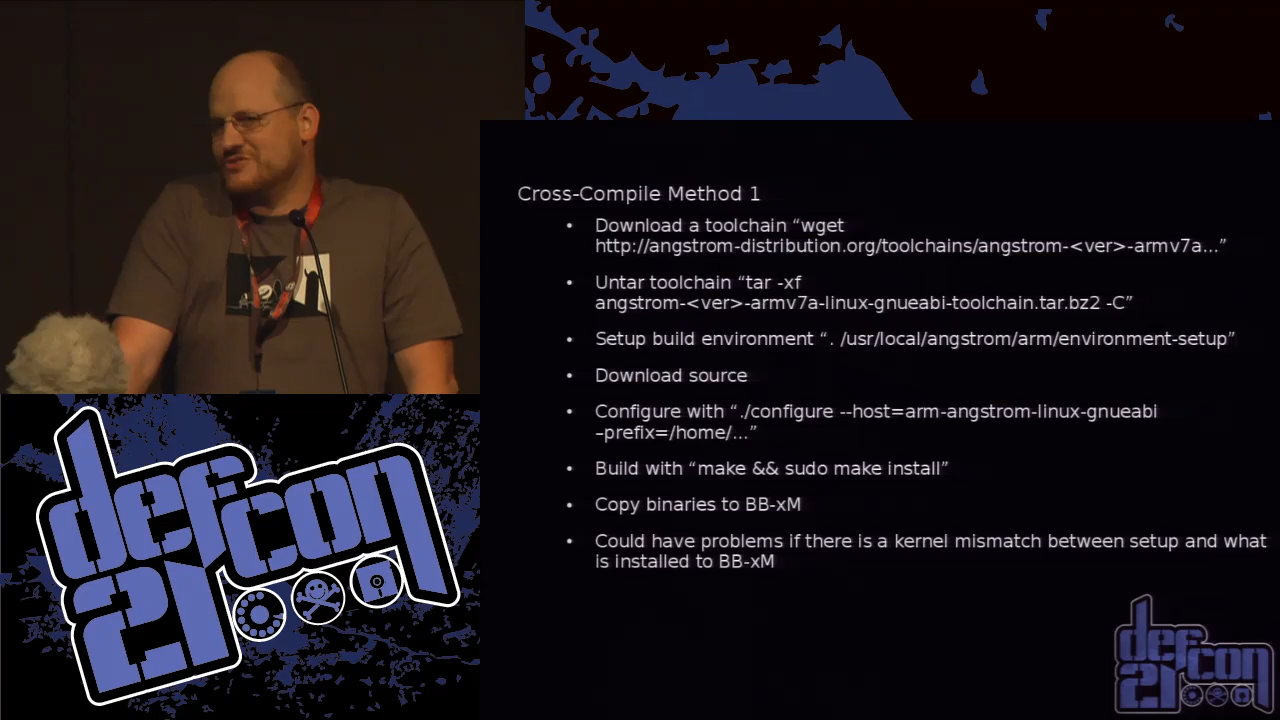 Cross-Compile Method 1
• Download a toolchain “wget
http://angstrom-distribution.org/toolchains/angstrom-<ver>-armv7a...”
• Untar toolchain “tar -xf
angstrom-<ver>-armv7a-linux-gnueabi-toolchain.tar.bz2 -C”
• Setup build environment “. /usr/local/angstrom/arm/environment-setup”
• Download source
• Configure with “./configure --host=arm-angstrom-linux-gnueabi
–prefix=/home/...”
• Build with “make && sudo make install”
• Copy binaries to BB-xM
• Could have problems if there is a kernel mismatch between setup and what
is installed to BB-xM
defcon
21
defcon
21